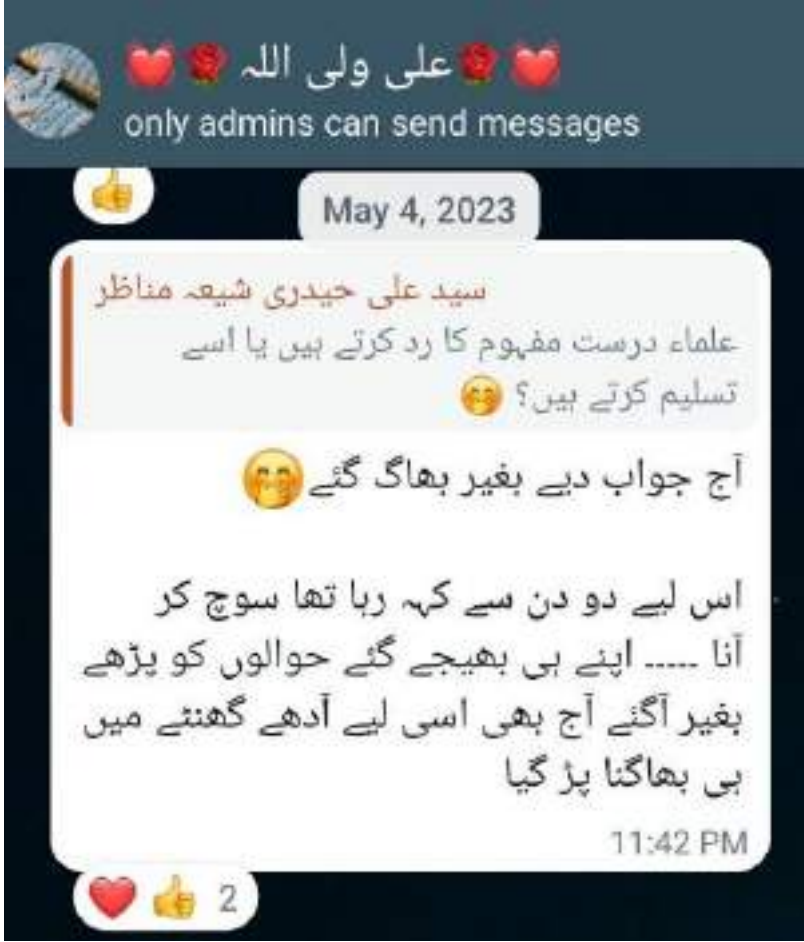 💓🌹علی ولی اللہ🌹💓
only admins can send messages
👍
May 4, 2023
سید علی حیدری شیعہ مناظر
علماء درست مفہوم کا رد کرتے ہیں یا اسے
تسلیم کرتے ہیں؟ 🤭
آج جواب دیے بغیر بھاگ گئے🤭
اس لیے دو دن سے کہہ رہا تھا سوچ کر
آنا ..... اپنے ہی بھیجے گئے حوالوں کو پڑھے
بغیر آگئے آج بھی اسی لیے آدھے گھنٹے میں
ہی بھاگنا پڑ گیا
11:42 PM
❤️👍 2